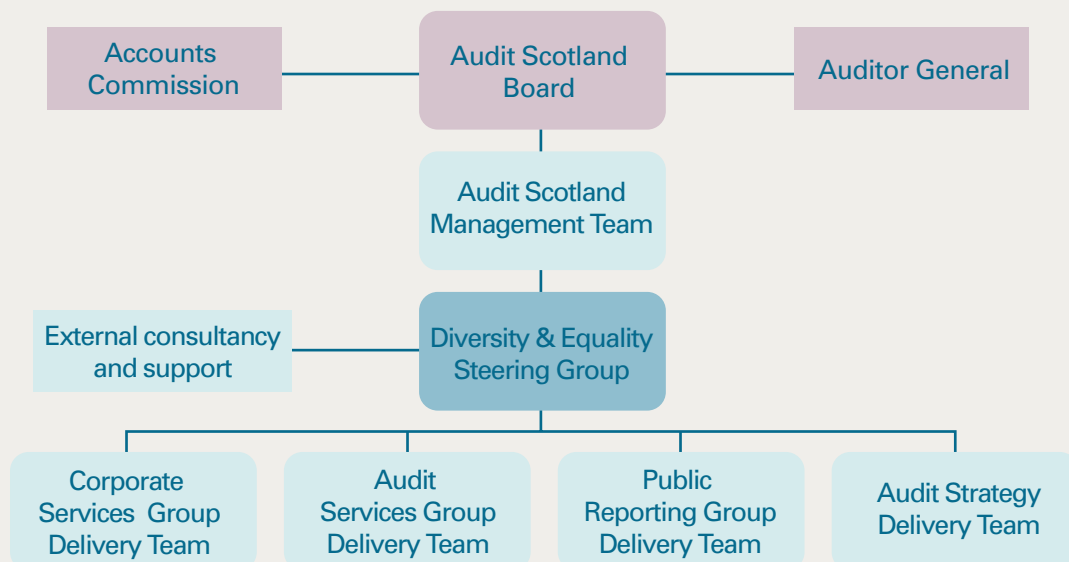 Accounts
Commission
Audit Scotland
Board
Auditor General
Audit Scotland
Management Team
External consultancy
and support
Diversity & Equality
Steering Group
Corporate
Services Group
Delivery Team
Audit
Services Group
Delivery Team
Public
Reporting Group
Delivery Team
Audit Strategy
Delivery Team